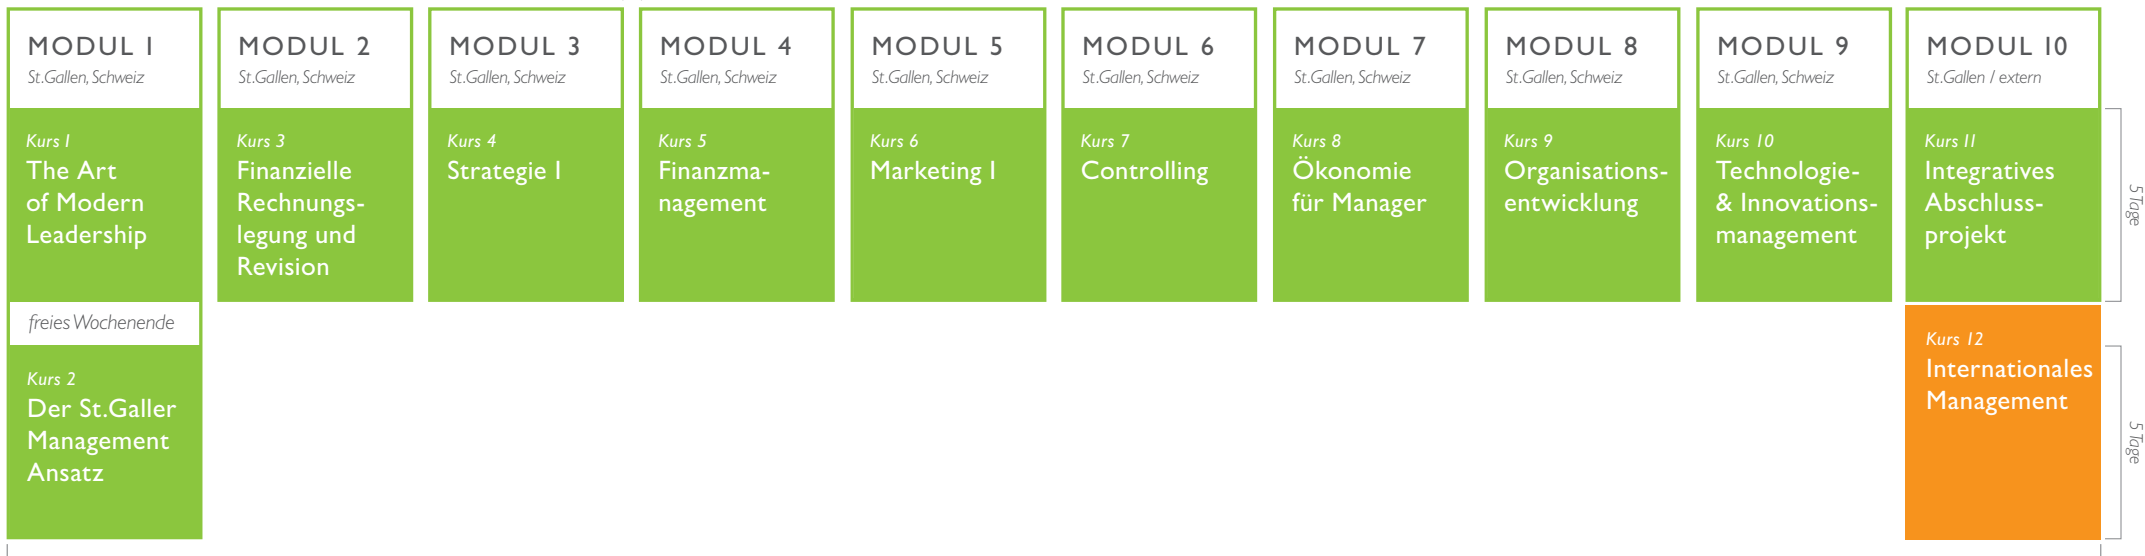 MODUL 1
St.Gallen, Schweiz
Kurs 1
The Art
of Modern
Leadership
freies Wochenende
Kurs 2
Der St.Galler
Management
Ansatz
MODUL 2
St.Gallen, Schweiz
Kurs 3
Finanzielle
Rechnungs-
legung und
Revision
MODUL 3
St.Gallen, Schweiz
Kurs 4
Strategie I
MODUL 4
St.Gallen, Schweiz
Kurs 5
Finanzma-
nagement
MODUL 5
St.Gallen, Schweiz
Kurs 6
Marketing I
MODUL 6
St.Gallen, Schweiz
Kurs 7
Controlling
MODUL 7
St.Gallen, Schweiz
Kurs 8
Ökonomie
für Manager
MODUL 8
St.Gallen, Schweiz
Kurs 9
Organisations-
entwicklung
MODUL 9
St.Gallen, Schweiz
Kurs 10
Technologie-
& Innovations-
management
MODUL 10
St.Gallen / extern
Kurs 11
Integratives
Abschluss-
projekt
Kurs 12
Internationales
Management
5 Tage
5 Tage